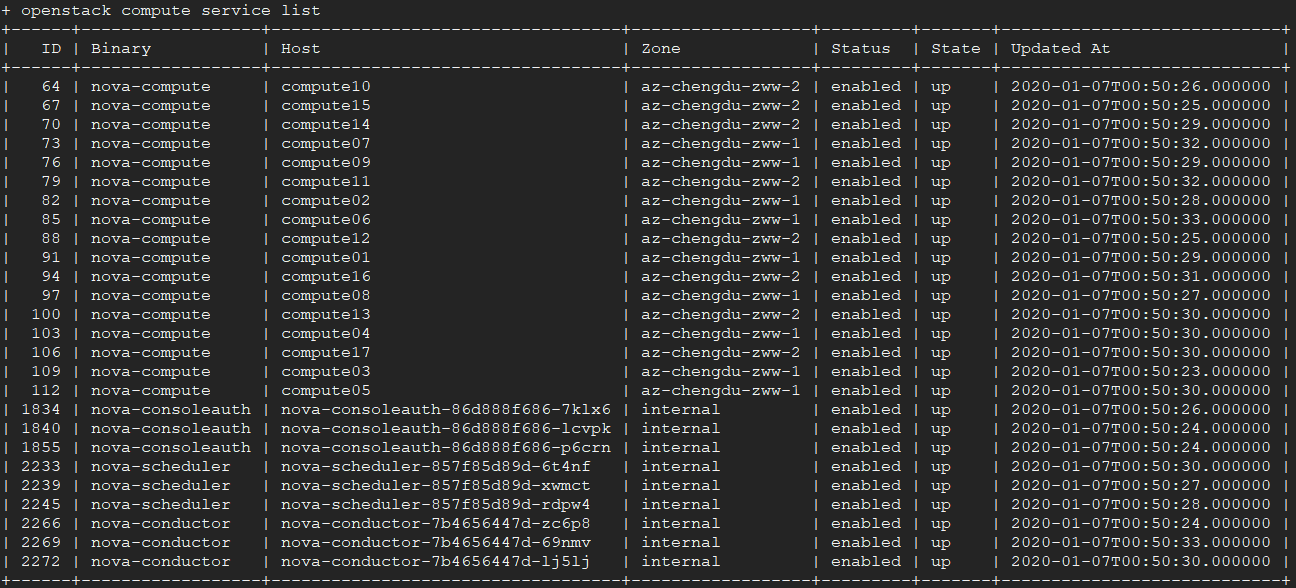 + openstack compute service list
+------+------------------+-----------------------------------+------------------+---------+-------+----------------------------+
|   ID | Binary           | Host                              | Zone             | Status  | State | Updated At                 |
+------+------------------+-----------------------------------+------------------+---------+-------+----------------------------+
|   64 | nova-compute     | compute10                         | az-chengdu-zww-2 | enabled | up    | 2020-01-07T00:50:26.000000 |
|   67 | nova-compute     | compute15                         | az-chengdu-zww-2 | enabled | up    | 2020-01-07T00:50:25.000000 |
|   70 | nova-compute     | compute14                         | az-chengdu-zww-2 | enabled | up    | 2020-01-07T00:50:29.000000 |
|   73 | nova-compute     | compute07                         | az-chengdu-zww-1 | enabled | up    | 2020-01-07T00:50:32.000000 |
|   76 | nova-compute     | compute09                         | az-chengdu-zww-1 | enabled | up    | 2020-01-07T00:50:29.000000 |
|   79 | nova-compute     | compute11                         | az-chengdu-zww-2 | enabled | up    | 2020-01-07T00:50:32.000000 |
|   82 | nova-compute     | compute02                         | az-chengdu-zww-1 | enabled | up    | 2020-01-07T00:50:28.000000 |
|   85 | nova-compute     | compute06                         | az-chengdu-zww-1 | enabled | up    | 2020-01-07T00:50:33.000000 |
|   88 | nova-compute     | compute12                         | az-chengdu-zww-2 | enabled | up    | 2020-01-07T00:50:25.000000 |
|   91 | nova-compute     | compute01                         | az-chengdu-zww-1 | enabled | up    | 2020-01-07T00:50:29.000000 |
|   94 | nova-compute     | compute16                         | az-chengdu-zww-2 | enabled | up    | 2020-01-07T00:50:31.000000 |
|   97 | nova-compute     | compute08                         | az-chengdu-zww-1 | enabled | up    | 2020-01-07T00:50:27.000000 |
|  100 | nova-compute     | compute13                         | az-chengdu-zww-2 | enabled | up    | 2020-01-07T00:50:30.000000 |
|  103 | nova-compute     | compute04                         | az-chengdu-zww-1 | enabled | up    | 2020-01-07T00:50:30.000000 |
|  106 | nova-compute     | compute17                         | az-chengdu-zww-2 | enabled | up    | 2020-01-07T00:50:30.000000 |
|  109 | nova-compute     | compute03                         | az-chengdu-zww-1 | enabled | up    | 2020-01-07T00:50:23.000000 |
|  112 | nova-compute     | compute05                         | az-chengdu-zww-1 | enabled | up    | 2020-01-07T00:50:30.000000 |
| 1834 | nova-consoleauth | nova-consoleauth-86d888f686-7klx6 | internal         | enabled | up    | 2020-01-07T00:50:26.000000 |
| 1840 | nova-consoleauth | nova-consoleauth-86d888f686-lcvpk | internal         | enabled | up    | 2020-01-07T00:50:24.000000 |
| 1855 | nova-consoleauth | nova-consoleauth-86d888f686-p6crn | internal         | enabled | up    | 2020-01-07T00:50:24.000000 |
| 2233 | nova-scheduler   | nova-scheduler-857f85d89d-6t4nf   | internal         | enabled | up    | 2020-01-07T00:50:30.000000 |
| 2239 | nova-scheduler   | nova-scheduler-857f85d89d-xwmct   | internal         | enabled | up    | 2020-01-07T00:50:27.000000 |
| 2245 | nova-scheduler   | nova-scheduler-857f85d89d-rdpw4   | internal         | enabled | up    | 2020-01-07T00:50:28.000000 |
| 2266 | nova-conductor   | nova-conductor-7b4656447d-zc6p8   | internal         | enabled | up    | 2020-01-07T00:50:24.000000 |
| 2269 | nova-conductor   | nova-conductor-7b4656447d-69nmv   | internal         | enabled | up    | 2020-01-07T00:50:33.000000 |
| 2272 | nova-conductor   | nova-conductor-7b4656447d-lj5lj   | internal         | enabled | up    | 2020-01-07T00:50:30.000000 |
+------+------------------+-----------------------------------+------------------+---------+-------+----------------------------+